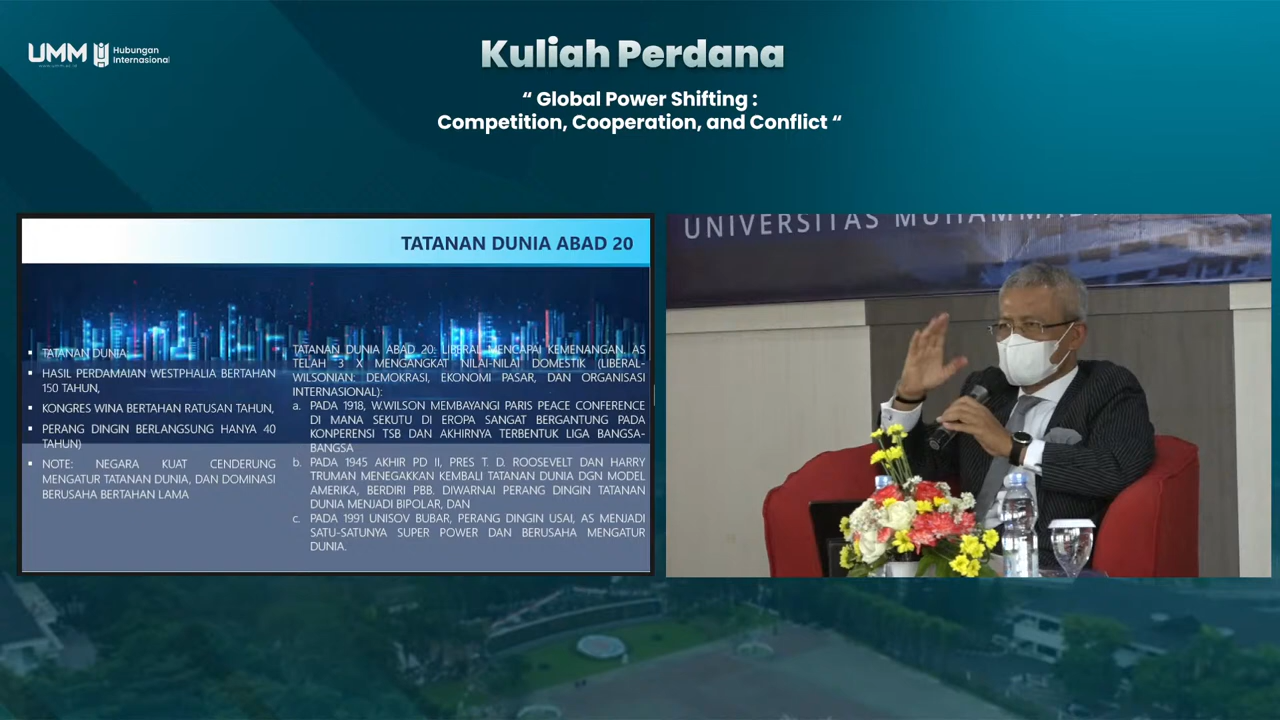 UMM
Hubungan
Internasional
Kuliah Perdana
“ Global Power Shifting :
Competition, Cooperation, and Conflict “
TATANAN DUNIA ABAD 20
▪ TATANAN DUNIA,
▪ HASIL PERDAMAIAN WESTPHALIA BERTAHAN
150 TAHUN,
▪ KONGRES WINA BERTAHAN RATUSAN TAHUN,
▪ PERANG DINGIN BERLANGSUNG HANYA 40
TAHUN)
▪ NOTE: NEGARA KUAT CENDERUNG
MENGATUR TATANAN DUNIA, DAN DOMINASI
BERUSAHA BERTAHAN LAMA
TATANAN DUNIA ABAD 20: LIBERAL MENCAPAI KEMENANGAN. AS
TELAH 3 X MENGANGKAT NILAI-NILAI DOMESTIK (LIBERAL-
WILSONIAN: DEMOKRASI, EKONOMI PASAR, DAN ORGANISASI
INTERNASIONAL):
a. PADA 1918, W.WILSON MEMBAYANGI PARIS PEACE CONFERENCE
DI MANA SEKUTU DI EROPA SANGAT BERGANTUNG PADA
KONPERENSI TSB DAN AKHIRNYA TERBENTUK LIGA BANGSA-
BANGSA
b. PADA 1945 AKHIR PD II, PRES T. D. ROOSEVELT DAN HARRY
TRUMAN MENEGAKKAN KEMBALI TATANAN DUNIA DGN MODEL
AMERIKA, BERDIRI PBB. DIWARNAI PERANG DINGIN TATANAN
DUNIA MENJADI BIPOLAR, DAN
c. PADA 1991 UNISOV BUBAR, PERANG DINGIN USAI, AS MENJADI
SATU-SATUNYA SUPER POWER DAN BERUSAHA MENGATUR
DUNIA.
UNIVERSITAS